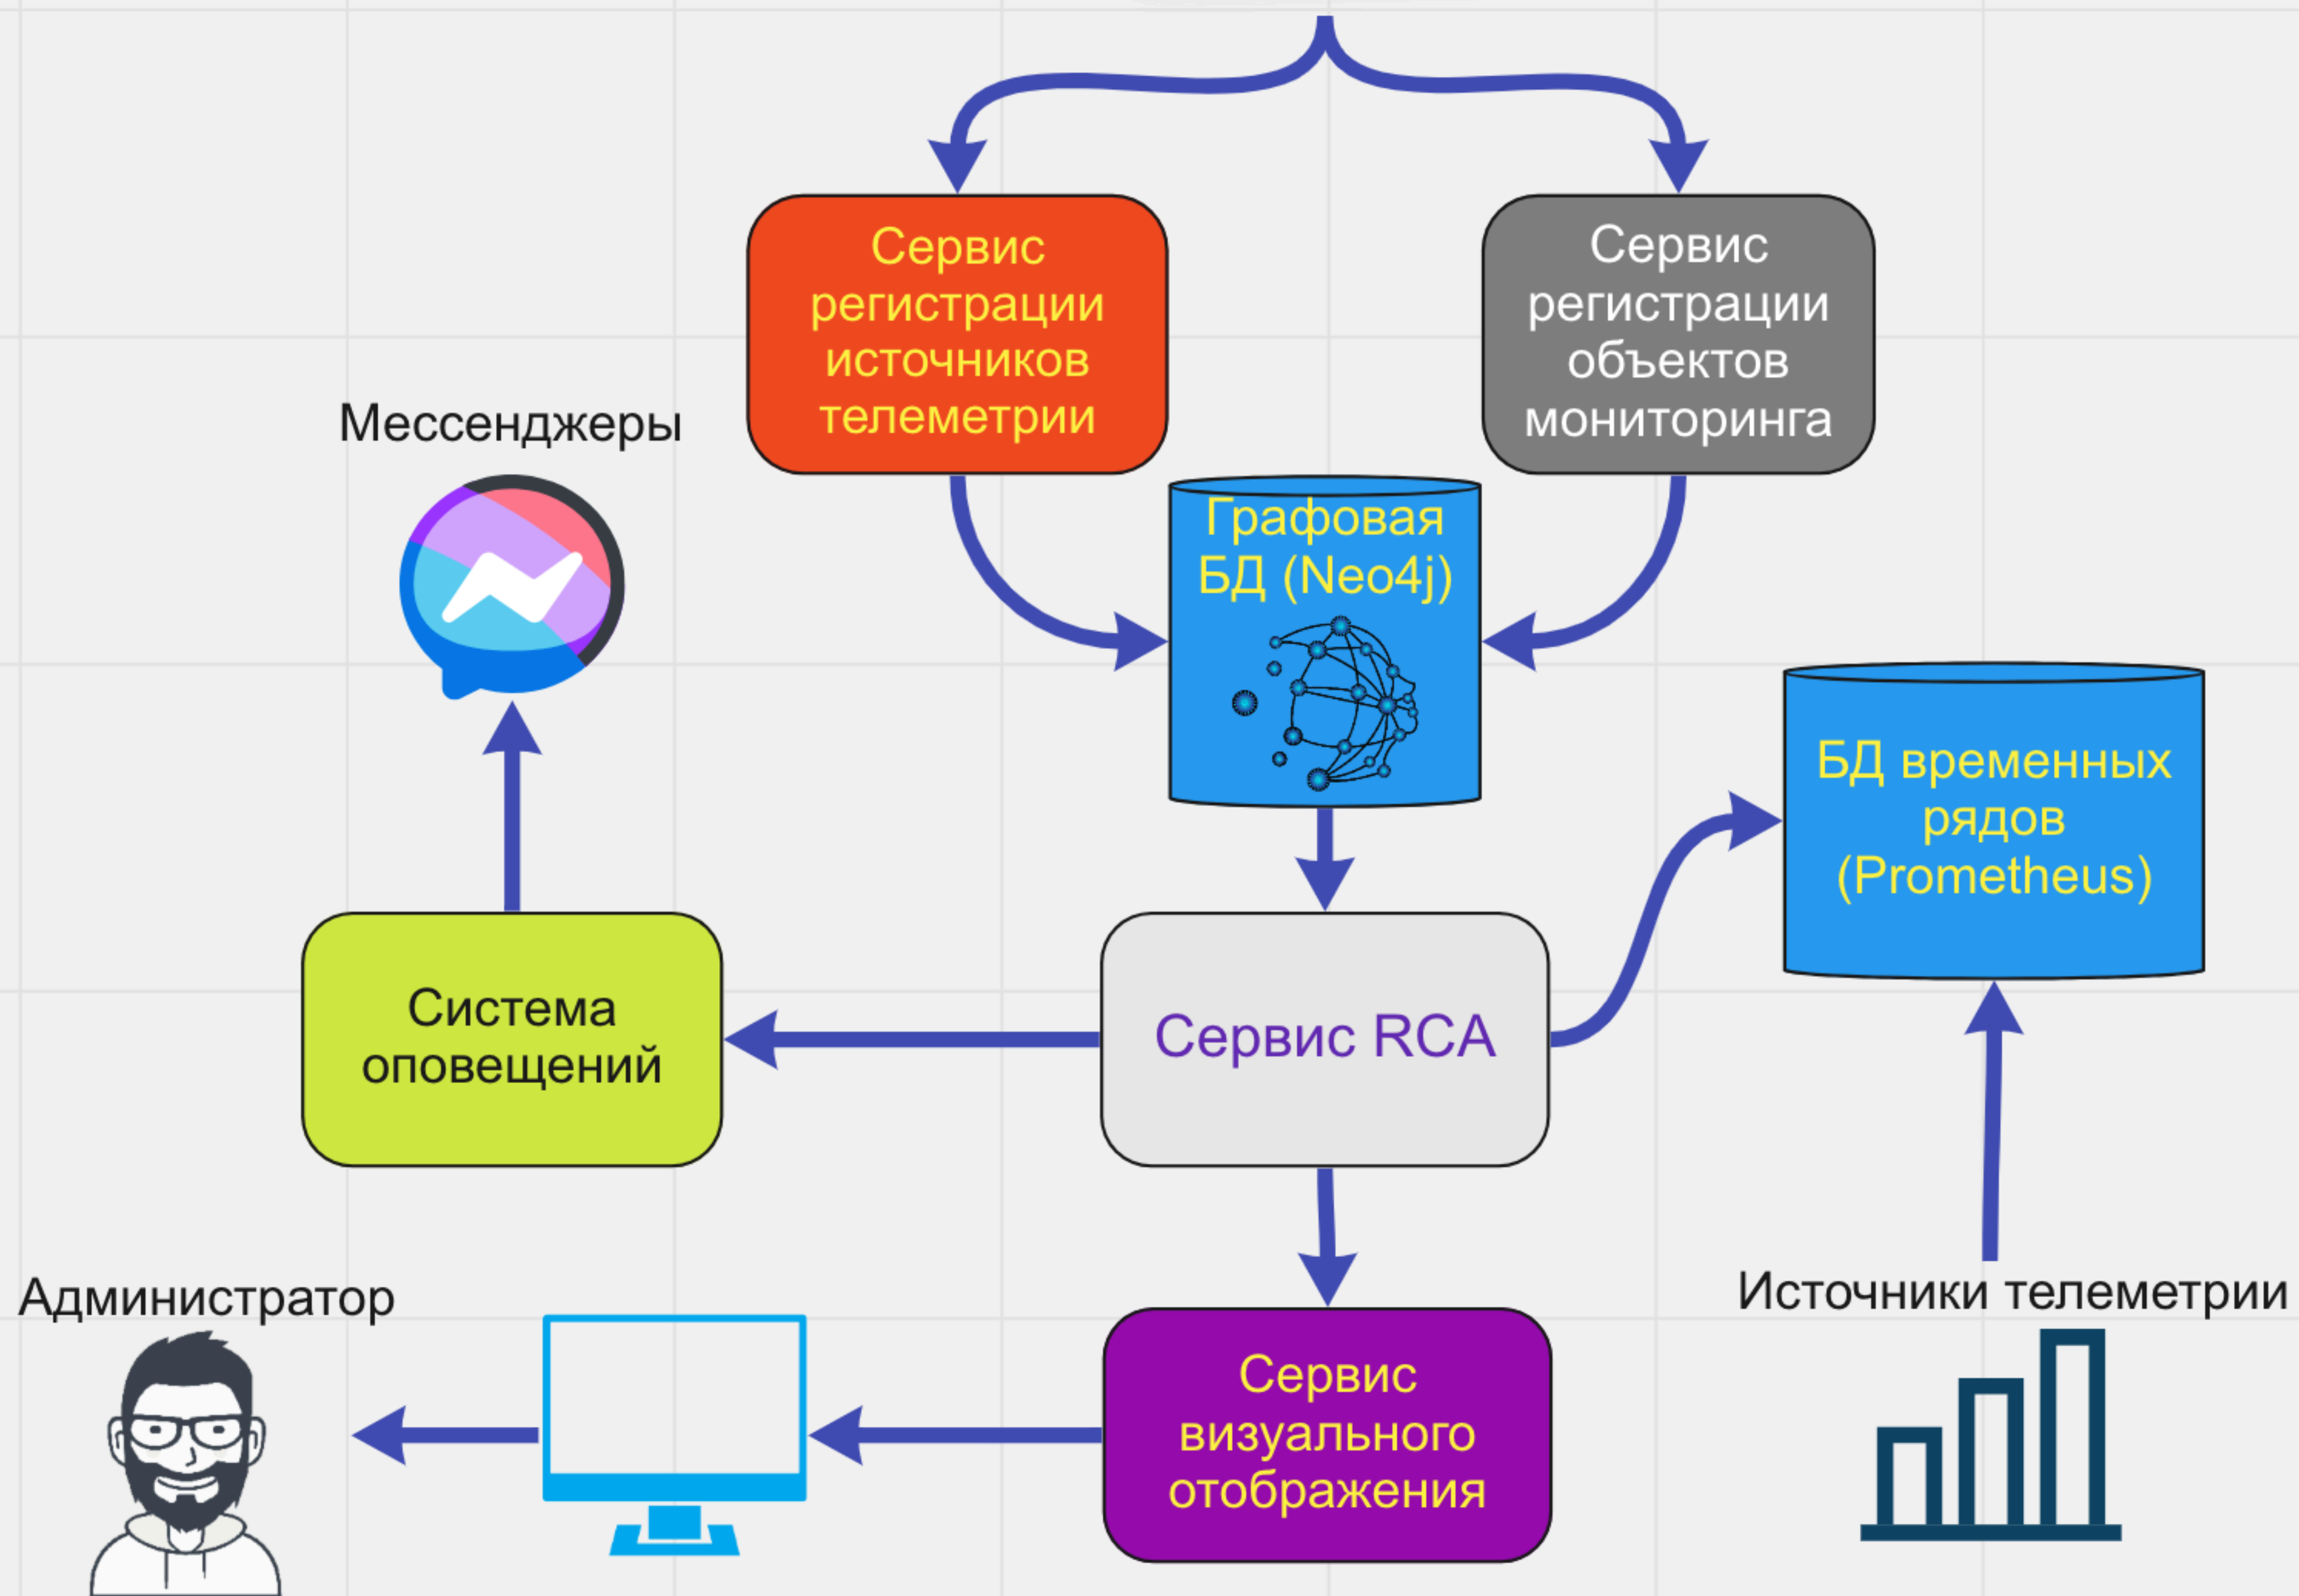 Сервис
регистрации
источников
телеметрии
Сервис
регистрации
объектов
мониторинга
Мессенджеры
Графовая
БД (Neo4j)
БД временных
рядов
(Prometheus)
Система
оповещений
Сервис RCA
Администратор
Сервис
визуального
отображения
Источники телеметрии